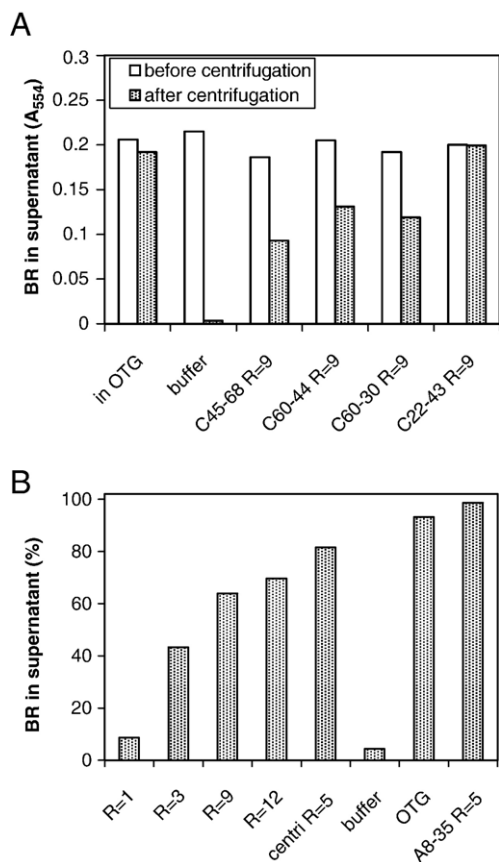 A
BR in supernatant (A554)
0.3
0.25
0.2
0.15
0.1
0.05
0
before centrifugation
after centrifugation
in OTG
buffer
C45-68 R=9
C60-44 R=9
C60-30 R=9
C22-43 R=9
B
BR in supernatant (%)
100
80
60
40
20
0
R=1
R=3
R=9
R=12
centri R=5
buffer
OTG
A8-35 R=5